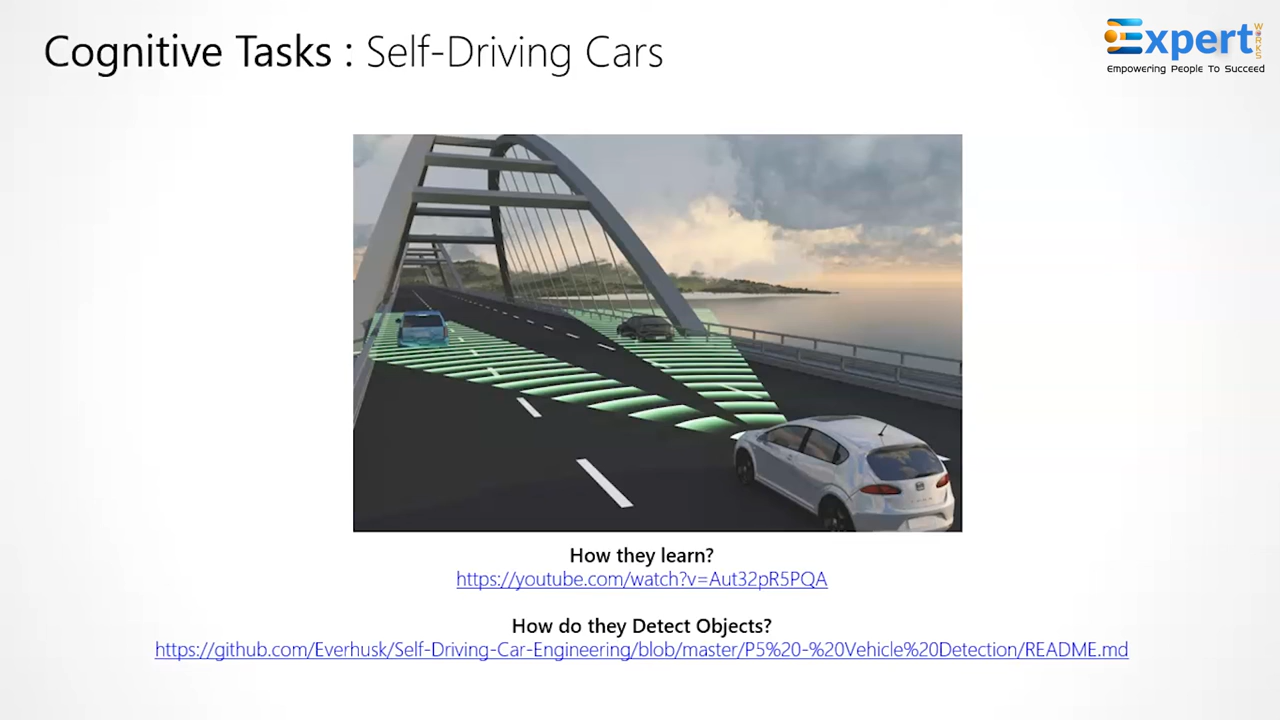 Cognitive Tasks : Self-Driving Cars
Expert
WORKS
Empowering People To Succeed
How they learn?
https://youtube.com/watch?v=Aut32pR5PQA
How do they Detect Objects?
https://github.com/Everhusk/Self-Driving-Car-Engineering/blob/master/P5%20-%20Vehicle%20Detection/README.md